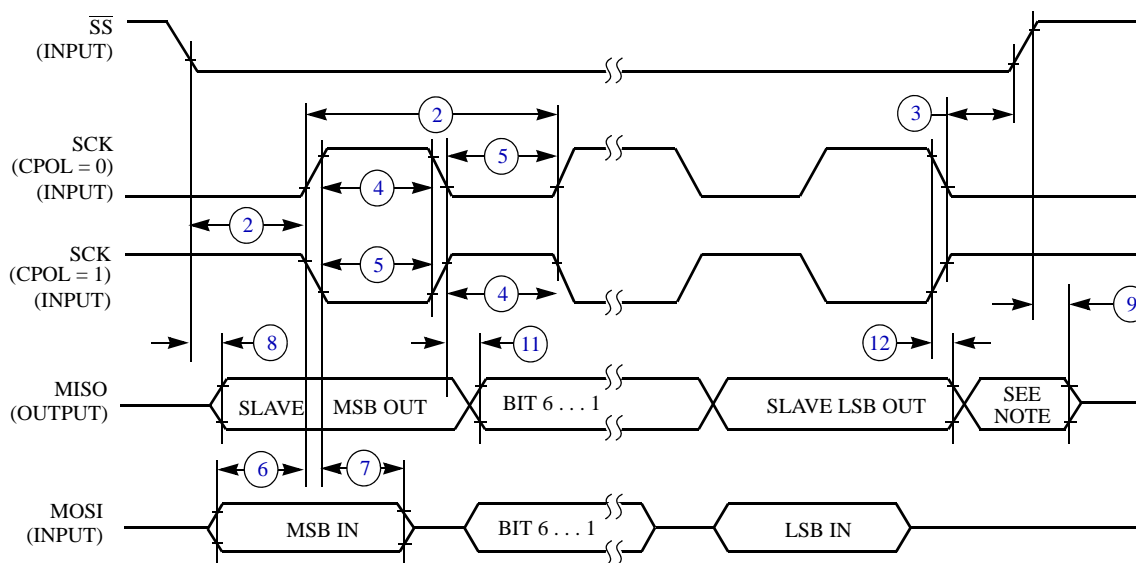 SS
(INPUT)
3
2
SCK
(CPOL = 0)
(INPUT)
5
4
2
SCK
(CPOL = 1)
(INPUT)
5
4
9
8
11
12
MISO
(OUTPUT)
SLAVE
MSB OUT
BIT 6 . . . 1
SLAVE LSB OUT
SEE
NOTE
6
7
MOSI
(INPUT)
MSB IN
BIT 6 . . . 1
LSB IN